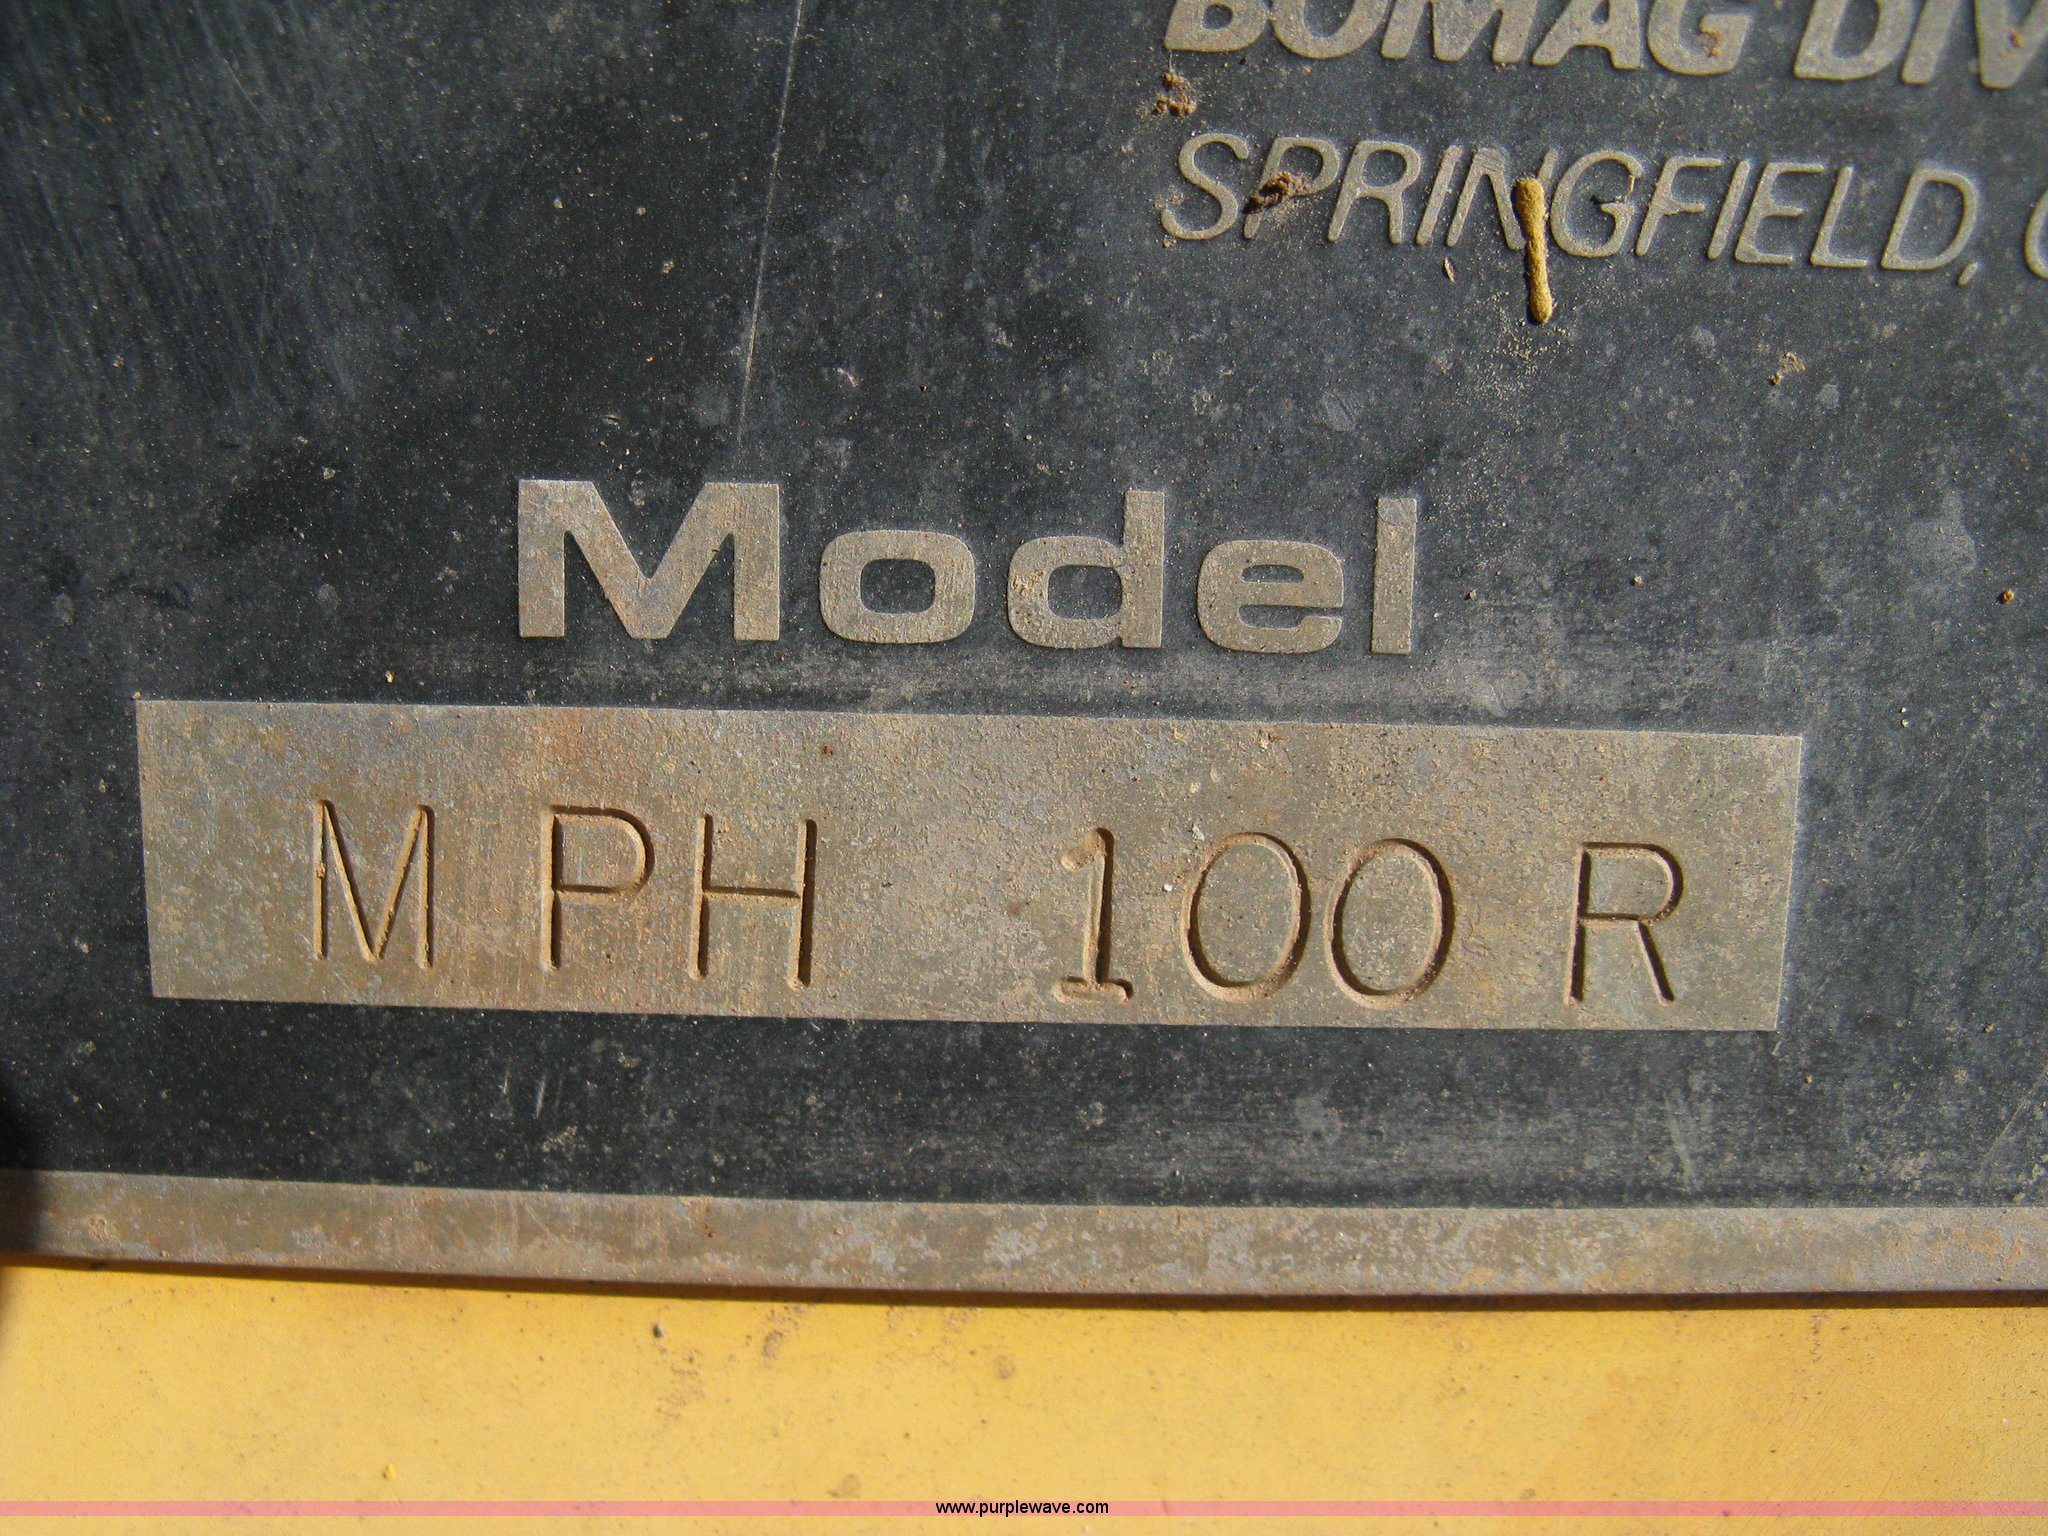 BOMAG DIV
SPRINGFIELD,
Model
MPH 100 R
www.purplewave.com